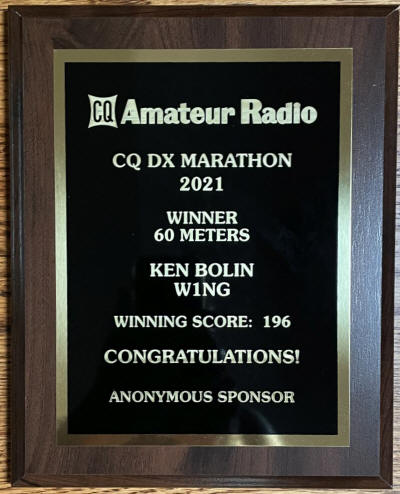 CQ Amateur Radio
CQ DX MARATHON
2021
WINNER
60 METERS
KEN BOLIN
W1NG
WINNING SCORE: 196
CONGRATULATIONS!
ANONYMOUS SPONSOR